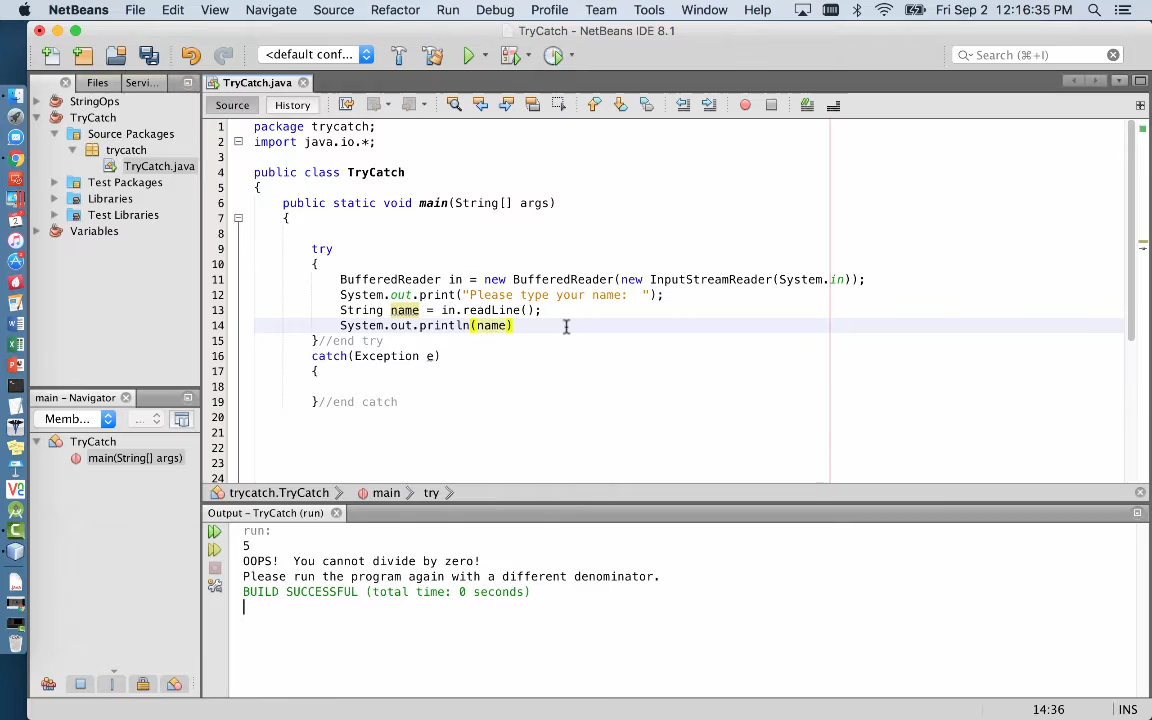 NetBeans File Edit View Navigate Source Refactor Run Debug Profile Team Tools Window Help Fri Sep 2 12:16:35 PM
TryCatch - NetBeans IDE 8.1
<default conf...
Search (⌘+I)
Files Servi...
TryCatch.java
StringOps
TryCatch
Source Packages
trycatch
TryCatch.java
Test Packages
Libraries
Test Libraries
Variables
Source History
1 package trycatch;
2 import java.io.*;
3
4 public class TryCatch
5 {
6 public static void main(String[] args)
7 {
8
9 try
10 {
11 BufferedReader in = new BufferedReader(new InputStreamReader(System.in));
12 System.out.print("Please type your name:  ");
13 String name = in.readLine();
14 System.out.println(name)
15 }//end try
16 catch(Exception e)
17 {
18
19 }//end catch
20
21
22
23
24
main - Navigator
Memb... ...
TryCatch
main(String[] args)
trycatch.TryCatch main try
Output - TryCatch (run)
run:
5
OOPS!  You cannot divide by zero!
Please run the program again with a different denominator.
BUILD SUCCESSFUL (total time: 0 seconds)
14:36 INS